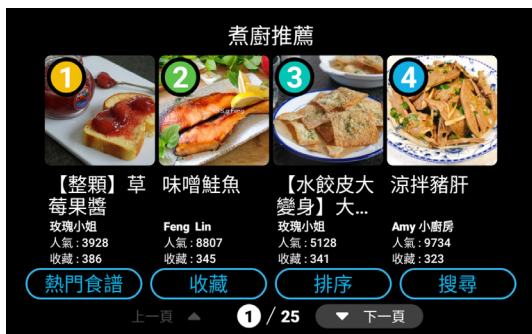 煮廚推薦
1
2
3
4
【整顆】草
莓果醬
玫瑰小姐
人氣 : 3928
收藏 : 386
味噌鮭魚
Feng Lin
人氣 : 8807
收藏 : 345
【水餃皮大
變身】大...
玫瑰小姐
人氣 : 5128
收藏 : 341
涼拌豬肝
Amy 小廚房
人氣 : 9734
收藏 : 323
熱門食譜
收藏
排序
搜尋
上一頁
1 / 25
下一頁